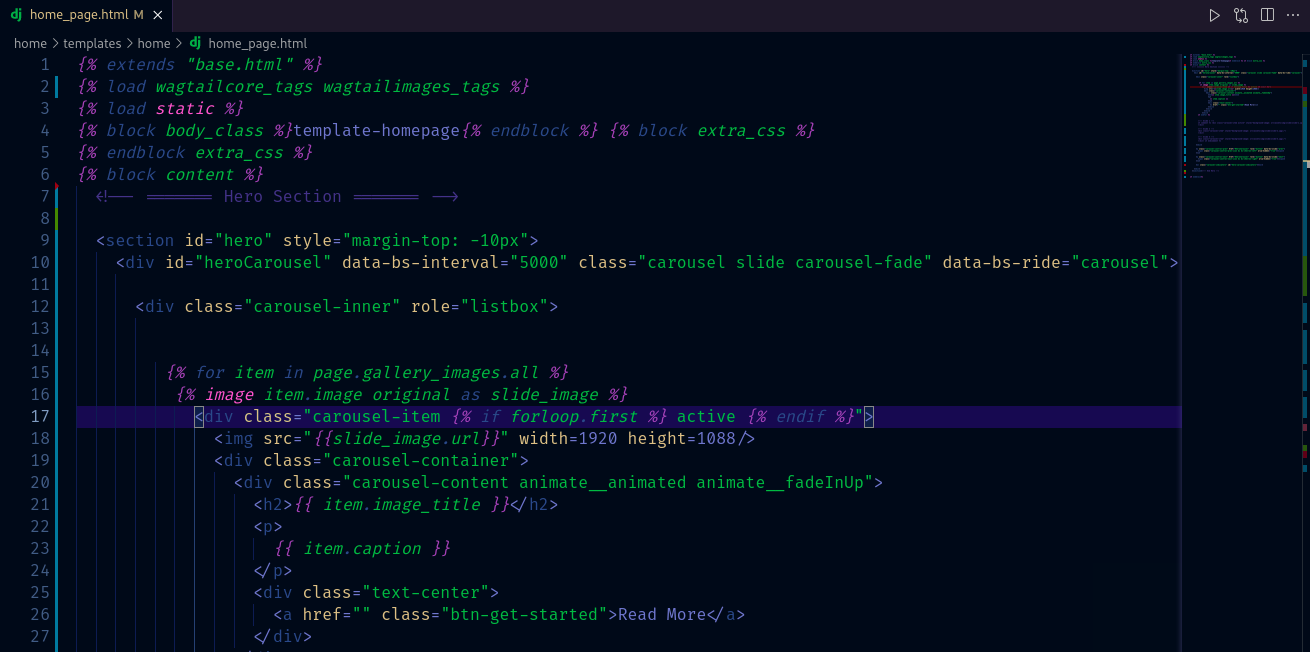 dj home_page.html M ×
home > templates > home > dj home_page.html
1 {% extends "base.html" %}
2 {% load wagtailcore_tags wagtailimages_tags %}
3 {% load static %}
4 {% block body_class %}template-homepage{% endblock %} {% block extra_css %}
5 {% endblock extra_css %}
6 {% block content %}
7 <!-- ======= Hero Section ======= -->
8
9 <section id="hero" style="margin-top: -10px">
10 <div id="heroCarousel" data-bs-interval="5000" class="carousel slide carousel-fade" data-bs-ride="carousel">
11
12 <div class="carousel-inner" role="listbox">
13
14
15 {% for item in page.gallery_images.all %}
16 {% image item.image original as slide_image %}
17 <div class="carousel-item {% if forloop.first %} active {% endif %}">
18 <img src="{{slide_image.url}}" width=1920 height=1088/>
19 <div class="carousel-container">
20 <div class="carousel-content animate__animated animate__fadeInUp">
21 <h2>{{ item.image_title }}</h2>
22 <p>
23 {{ item.caption }}
24 </p>
25 <div class="text-center">
26 <a href="" class="btn-get-started">Read More</a>
27 </div>